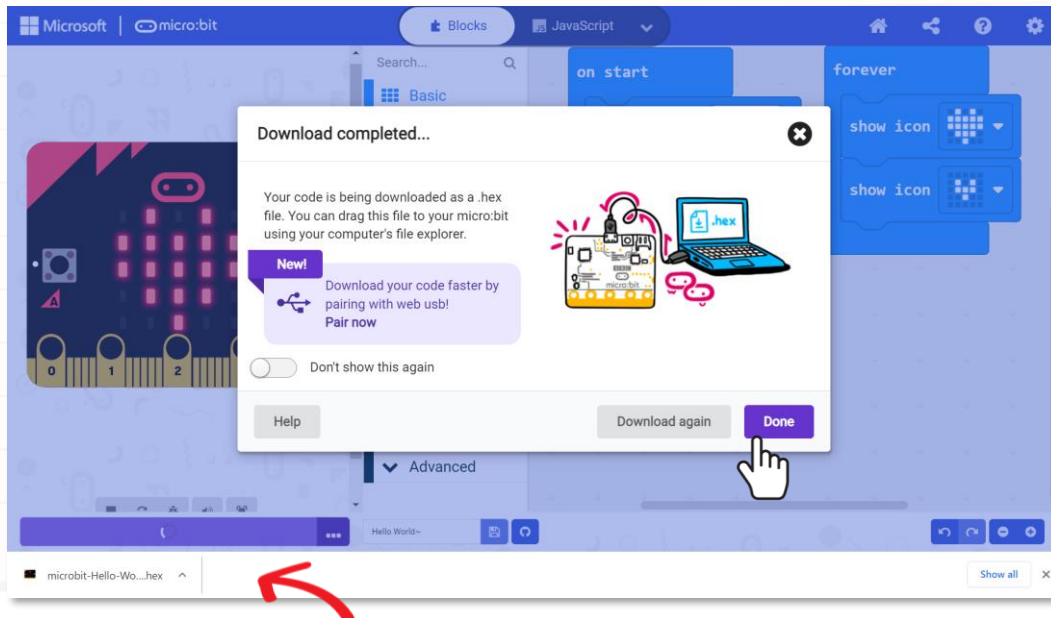 Microsoft
micro:bit
Blocks
JavaScript
Search...
Basic
on start
forever
show icon
show icon
Download completed...
Your code is being downloaded as a .hex
file. You can drag this file to your micro:bit
using your computer's file explorer.
New!
Download your code faster by
pairing with web usb!
Pair now
.hex
micro:bit
Don't show this again
Help
Download again
Done
A
0
1
2
Advanced
Hello World~
microbit-Hello-Wo....hex
Show all